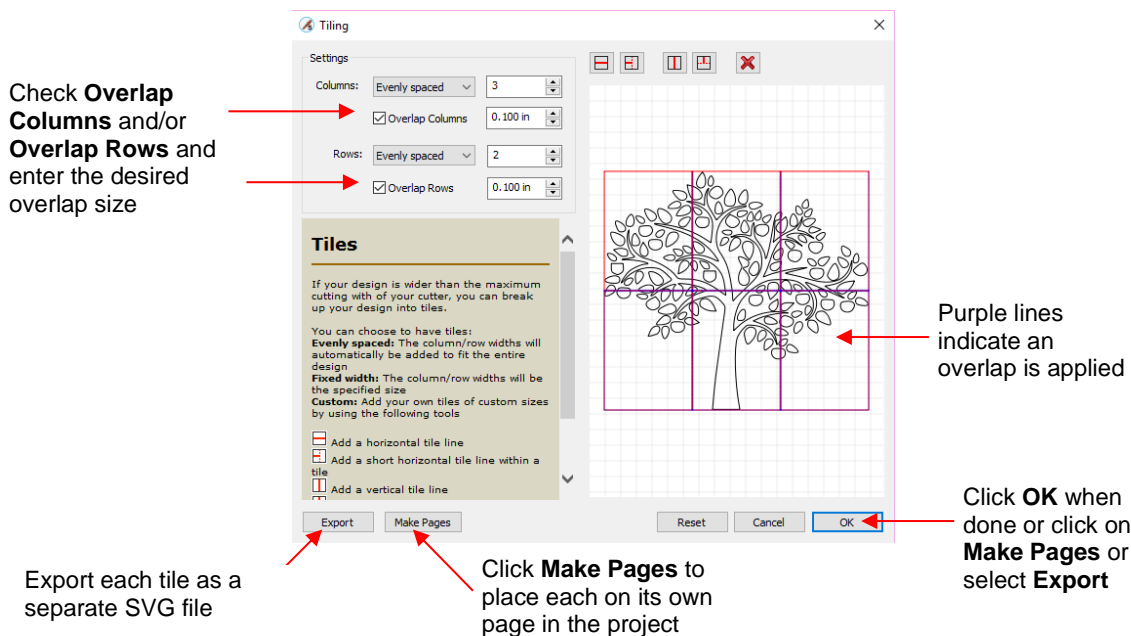 Tiling
Settings
Columns: Evenly spaced 3
Overlap Columns 0.100 in
Rows: Evenly spaced 2
Overlap Rows 0.100 in
Check Overlap
Columns and/or
Overlap Rows and
enter the desired
overlap size
Tiles
If your design is wider than the maximum
cutting with of your cutter, you can break
up your design into tiles.
You can choose to have tiles:
Evenly spaced: The column/row widths will
automatically be added to fit the entire
design
Fixed width: The column/row widths will be
the specified size
Custom: Add your own tiles of custom sizes
by using the following tools
Add a horizontal tile line
Add a short horizontal tile line within a
tile
Add a vertical tile line
Purple lines
indicate an
overlap is applied
Export Make Pages Reset Cancel OK
Click OK when
done or click on
Make Pages or
select Export
Export each tile as a
separate SVG file
Click Make Pages to
place each on its own
page in the project